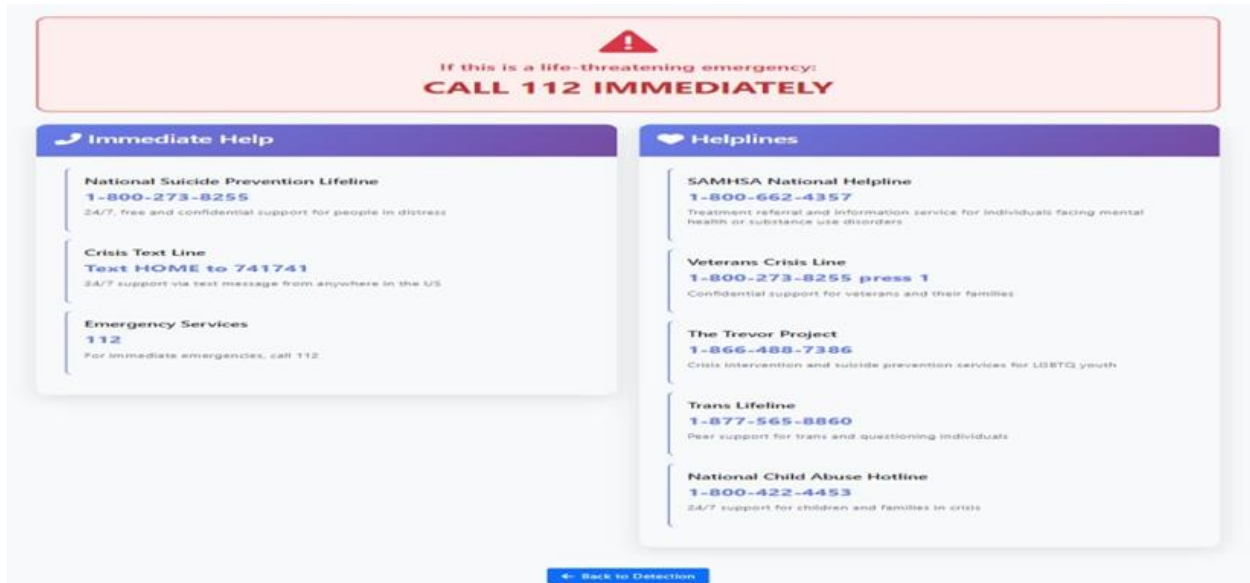 If this is a life-threatening emergency:
CALL 112 IMMEDIATELY
Immediate Help
National Suicide Prevention Lifeline
1-800-273-8255
24/7, free and confidential support for people in distress
Crisis Text Line
Text HOME to 741741
24/7 support via text message from anywhere in the US
Emergency Services
112
For immediate emergencies, call 112
Helplines
SAMHSA National Helpline
1-800-662-4357
Treatment referral and information service for individuals facing mental
health or substance use disorders
Veterans Crisis Line
1-800-273-8255 press 1
Confidential support for veterans and their families
The Trevor Project
1-866-488-7386
Crisis intervention and suicide prevention services for LGBTQ youth
Trans Lifeline
1-877-565-8860
Peer support for trans and questioning individuals
National Child Abuse Hotline
1-800-422-4453
24/7 support for children and families in crisis
← Back to Detection